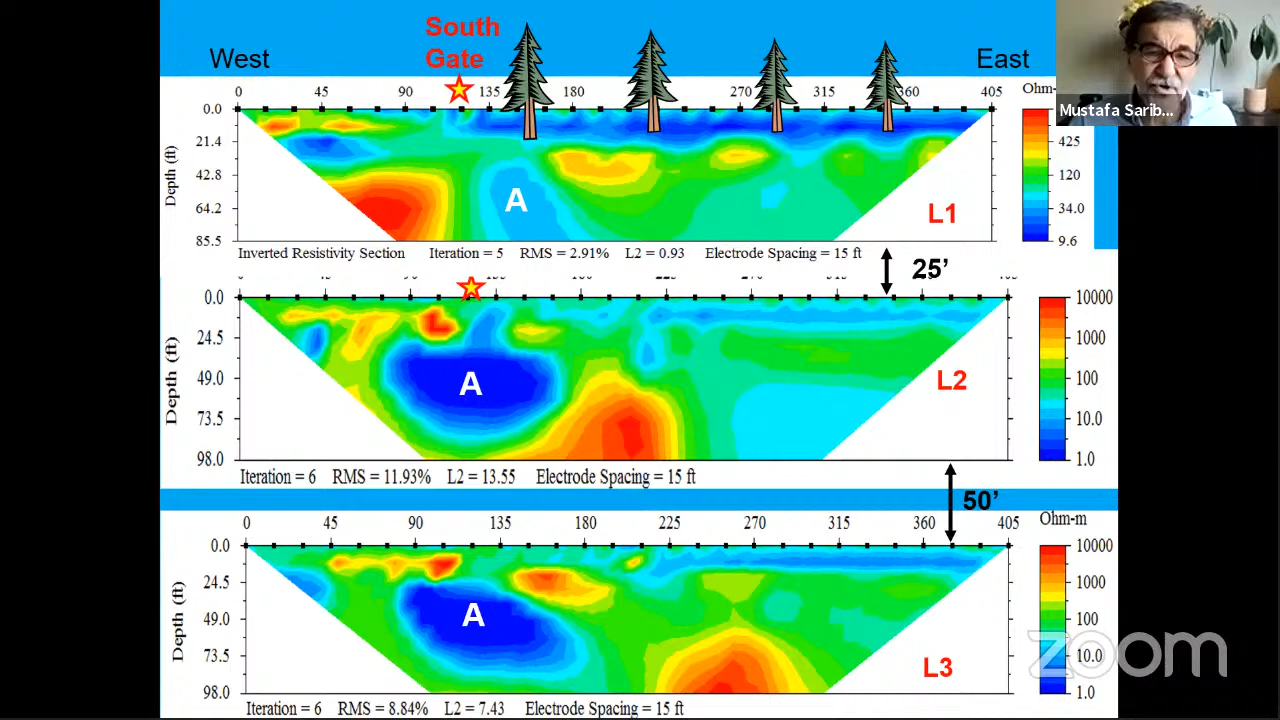 South
Gate
West
East
0 45 90 135 180 270 315 360 405 Ohm-
Mustafa Sarib...
0.0
21.4
42.8
64.2
85.5
Depth (ft)
A
L1
425
120
34.0
9.6
Inverted Resistivity Section Iteration = 5 RMS = 2.91% L2 = 0.93 Electrode Spacing = 15 ft
25’
0.0
24.5
49.0
73.5
98.0
Depth (ft)
A
L2
10000
1000
100
10.0
1.0
Iteration = 6 RMS = 11.93% L2 = 13.55 Electrode Spacing = 15 ft
50’
0 45 90 135 180 225 270 315 360 405 Ohm-m
0.0
24.5
49.0
73.5
98.0
Depth (ft)
A
L3
10000
1000
100
10.0
1.0
zoom
Iteration = 6 RMS = 8.84% L2 = 7.43 Electrode Spacing = 15 ft